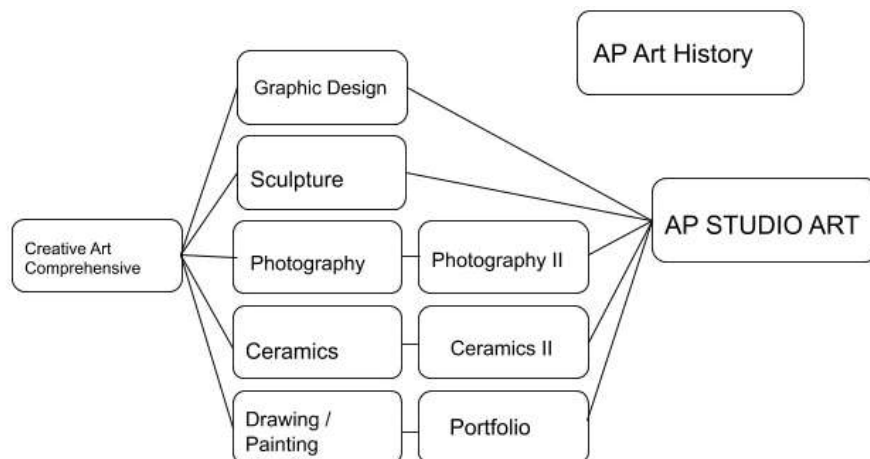 AP Art History
Graphic Design
Sculpture
AP STUDIO ART
Creative Art
Comprehensive
Photography
Photography II
Ceramics
Ceramics II
Drawing /
Painting
Portfolio